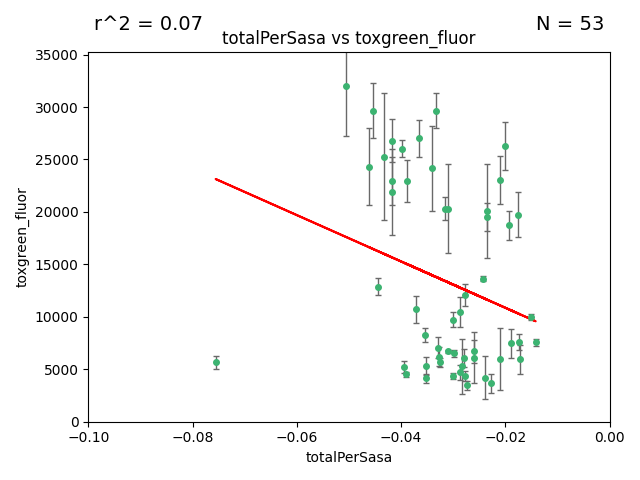 r^2 = 0.07
N = 53
totalPerSasa vs toxgreen_fluor
35000
30000
25000
20000
15000
10000
5000
0
toxgreen_fluor
−0.10
−0.08
−0.06
−0.04
−0.02
0.00
totalPerSasa